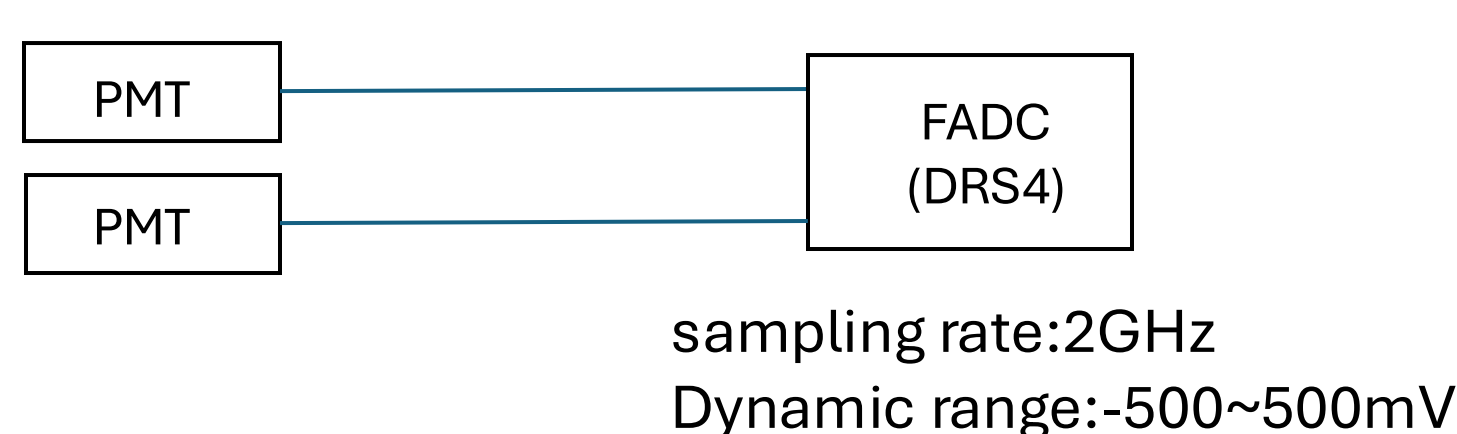 PMT
PMT
FADC
(DRS4)
sampling rate:2GHz
Dynamic range:-500~500mV